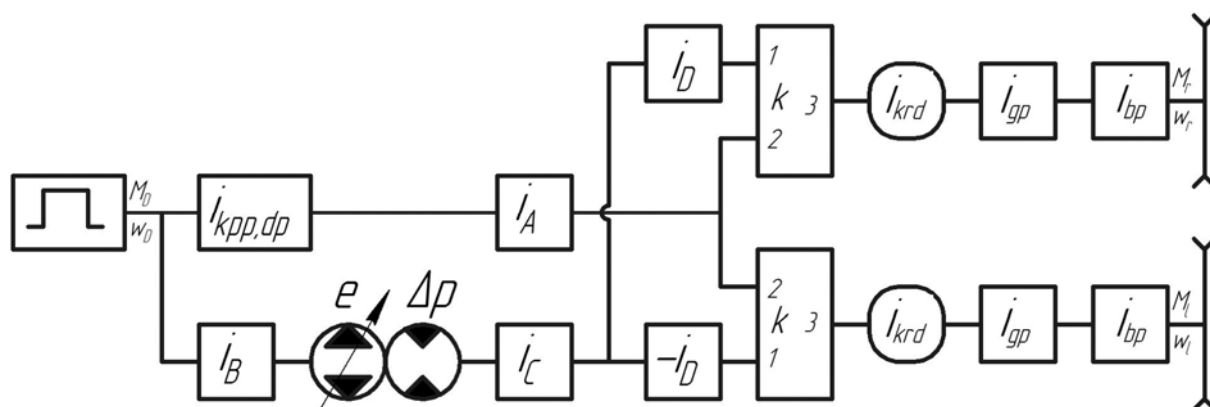 i_D
1
k 3
2
i_krd
i_gp
i_bp
M_r
w_r
M_D
w_D
i_kpp,dp
i_A
e
Δp
i_B
i_C
-i_D
2
k 3
1
i_krd
i_gp
i_bp
M_l
w_l